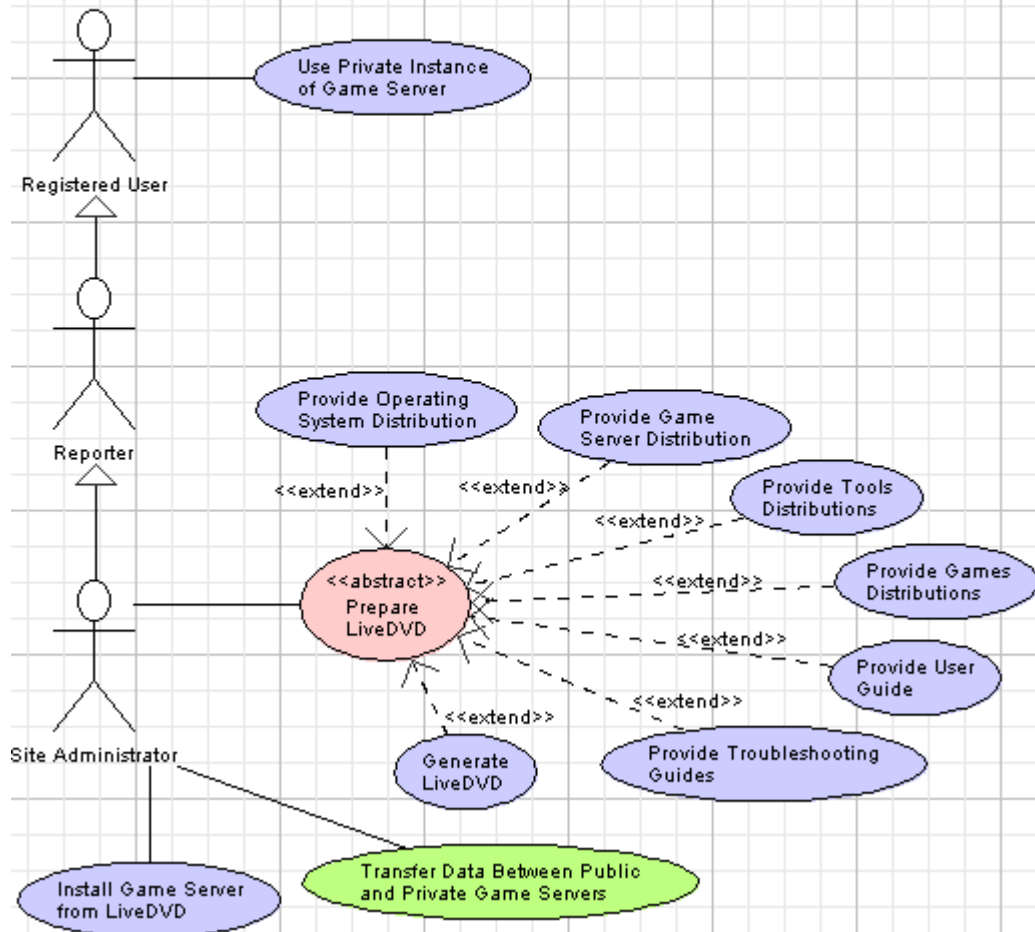 Use Private Instance
of Game Server
Registered User
Reporter
Provide Operating
System Distribution
Provide Game
Server Distribution
<<extend>>
<<extend>>
Provide Tools
Distributions
<<extend>>
<<abstract>>
Prepare
LiveDVD
<<extend>>
Provide Games
Distributions
<<extend>>
Provide User
Guide
<<extend>>
<<extend>>
Site Administrator
Generate
LiveDVD
Provide Troubleshooting
Guides
Install Game Server
from LiveDVD
Transfer Data Between Public
and Private Game Servers